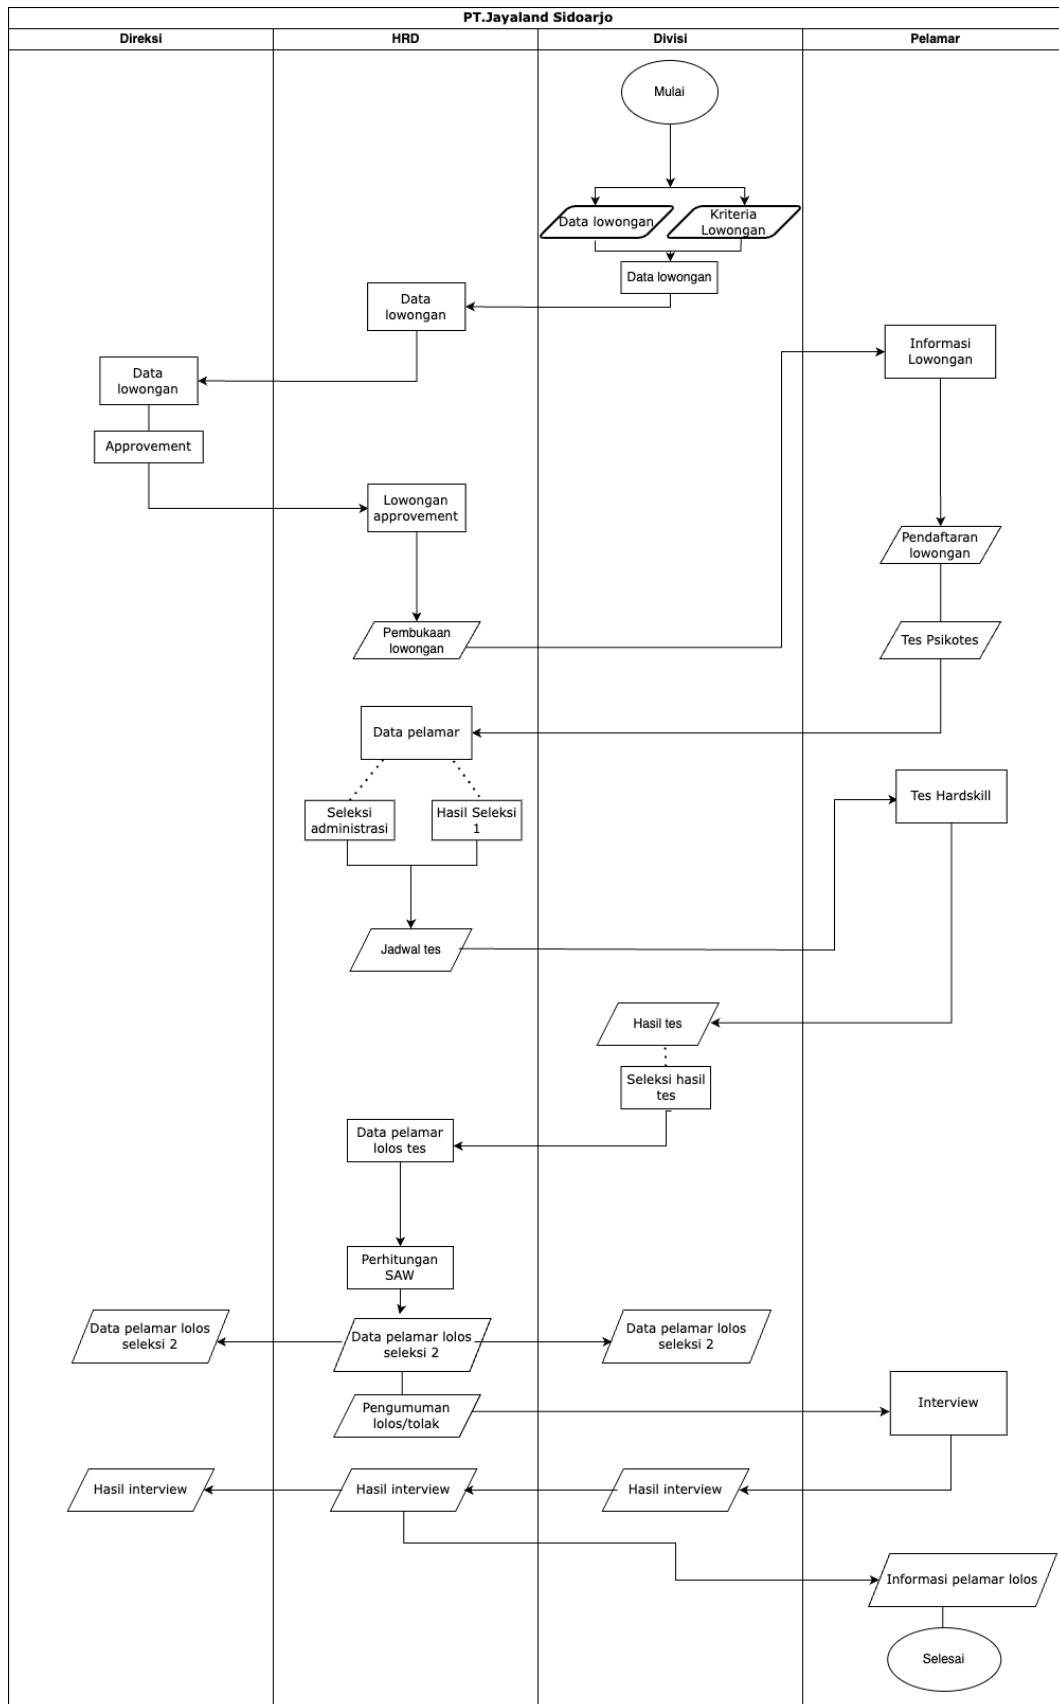 PT.Jayaland Sidoarjo
Direksi
HRD
Divisi
Pelamar
Mulai
Data lowongan
Kriteria
Lowongan
Data lowongan
Data
lowongan
Informasi
Lowongan
Data
lowongan
Approvement
Lowongan
approvement
Pendaftaran
lowongan
Pembukaan
lowongan
Tes Psikotes
Data pelamar
Tes Hardskill
Seleksi
administrasi
Hasil Seleksi
1
Jadwal tes
Hasil tes
Seleksi hasil
tes
Data pelamar
lolos tes
Perhitungan
SAW
Data pelamar lolos
seleksi 2
Data pelamar lolos
seleksi 2
Data pelamar lolos
seleksi 2
Pengumuman
lolos/tolak
Interview
Hasil interview
Hasil interview
Hasil interview
Informasi pelamar lolos
Selesai